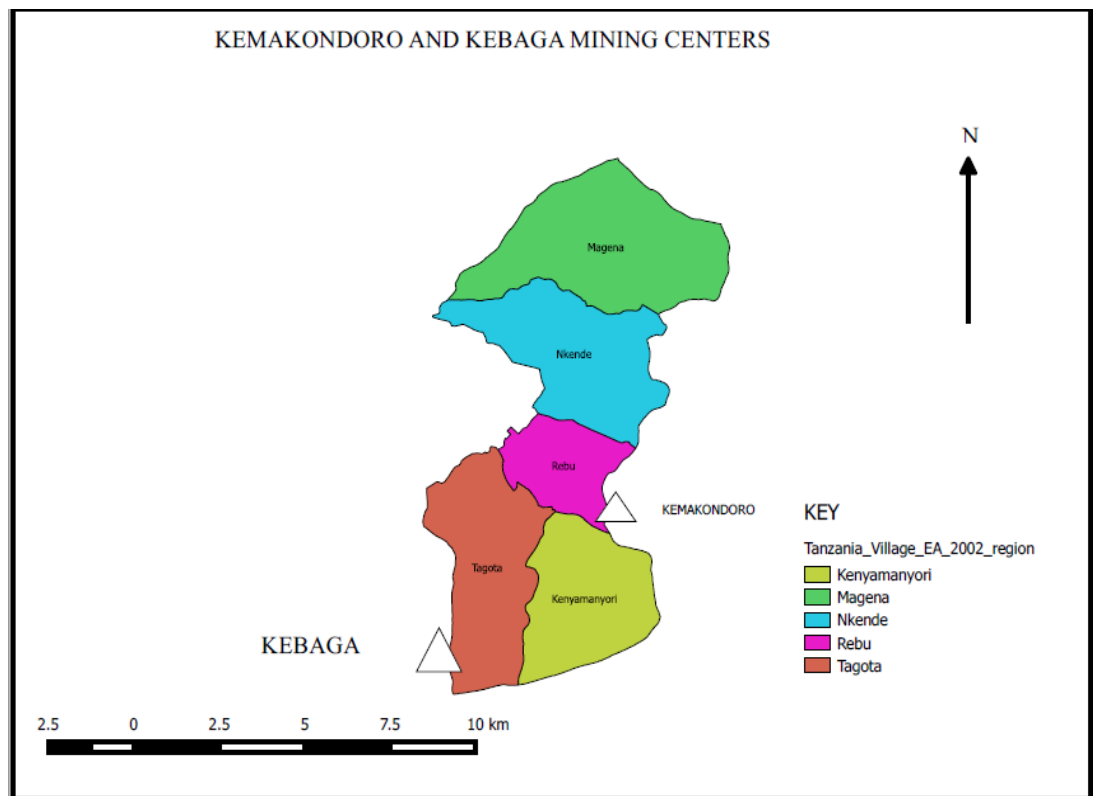 KEMAKONDORO AND KEBAGA MINING CENTERS
N
Magena
Nkende
Rebu
KEMAKONDORO
Tagota
Kenyamanyori
KEBAGA
KEY
Tanzania_Village_EA_2002_region
Kenyamanyori
Magena
Nkende
Rebu
Tagota
2.5 0 2.5 5 7.5 10 km